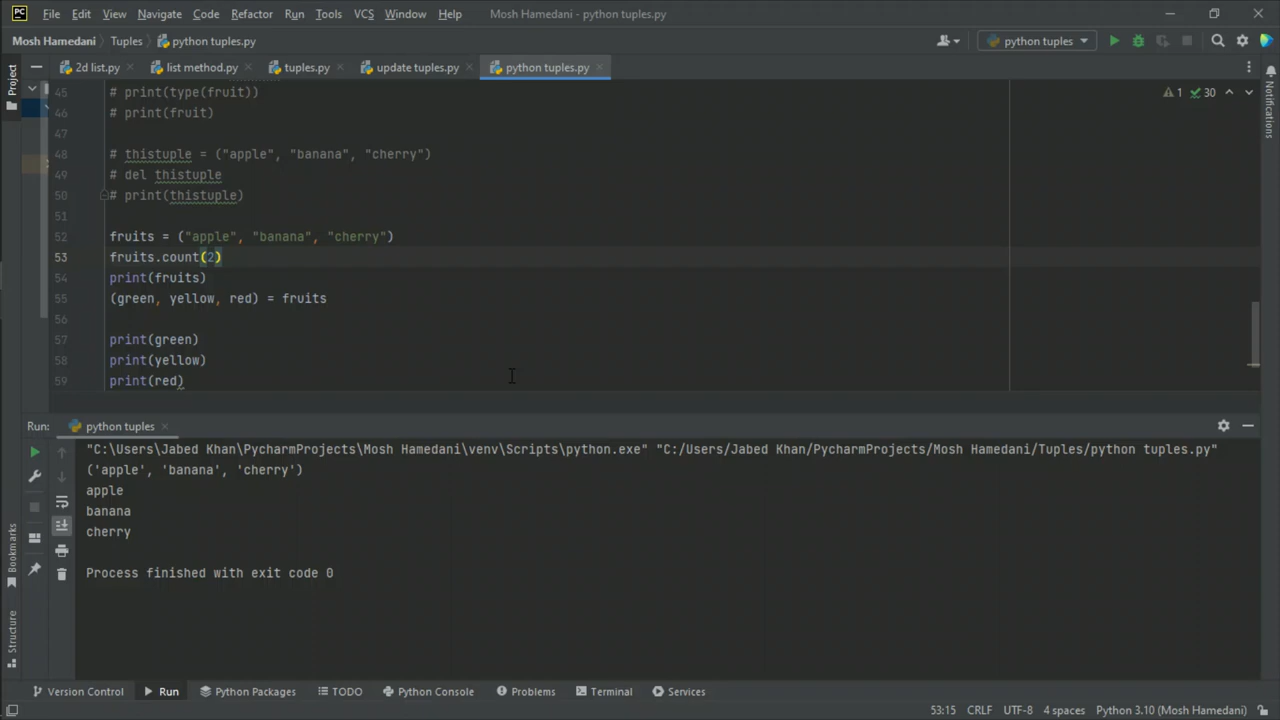 PC File Edit View Navigate Code Refactor Run Tools VCS Window Help Mosh Hamedani - python tuples.py
Mosh Hamedani Tuples python tuples.py python tuples
Project
2d list.py list method.py tuples.py update tuples.py python tuples.py
Notifications
1 30
45 # print(type(fruit))
46 # print(fruit)
47
48 # thistuple = ("apple", "banana", "cherry")
49 # del thistuple
50 # print(thistuple)
51
52 fruits = ("apple", "banana", "cherry")
53 fruits.count(2)
54 print(fruits)
55 (green, yellow, red) = fruits
56
57 print(green)
58 print(yellow)
59 print(red)
Run: python tuples
"C:\Users\Jabed Khan\PycharmProjects\Mosh Hamedani\venv\Scripts\python.exe" "C:/Users/Jabed Khan/PycharmProjects/Mosh Hamedani/Tuples/python tuples.py"
('apple', 'banana', 'cherry')
apple
banana
cherry
Process finished with exit code 0
Bookmarks
Structure
Version Control Run Python Packages TODO Python Console Problems Terminal Services
53:15 CRLF UTF-8 4 spaces Python 3.10 (Mosh Hamedani)